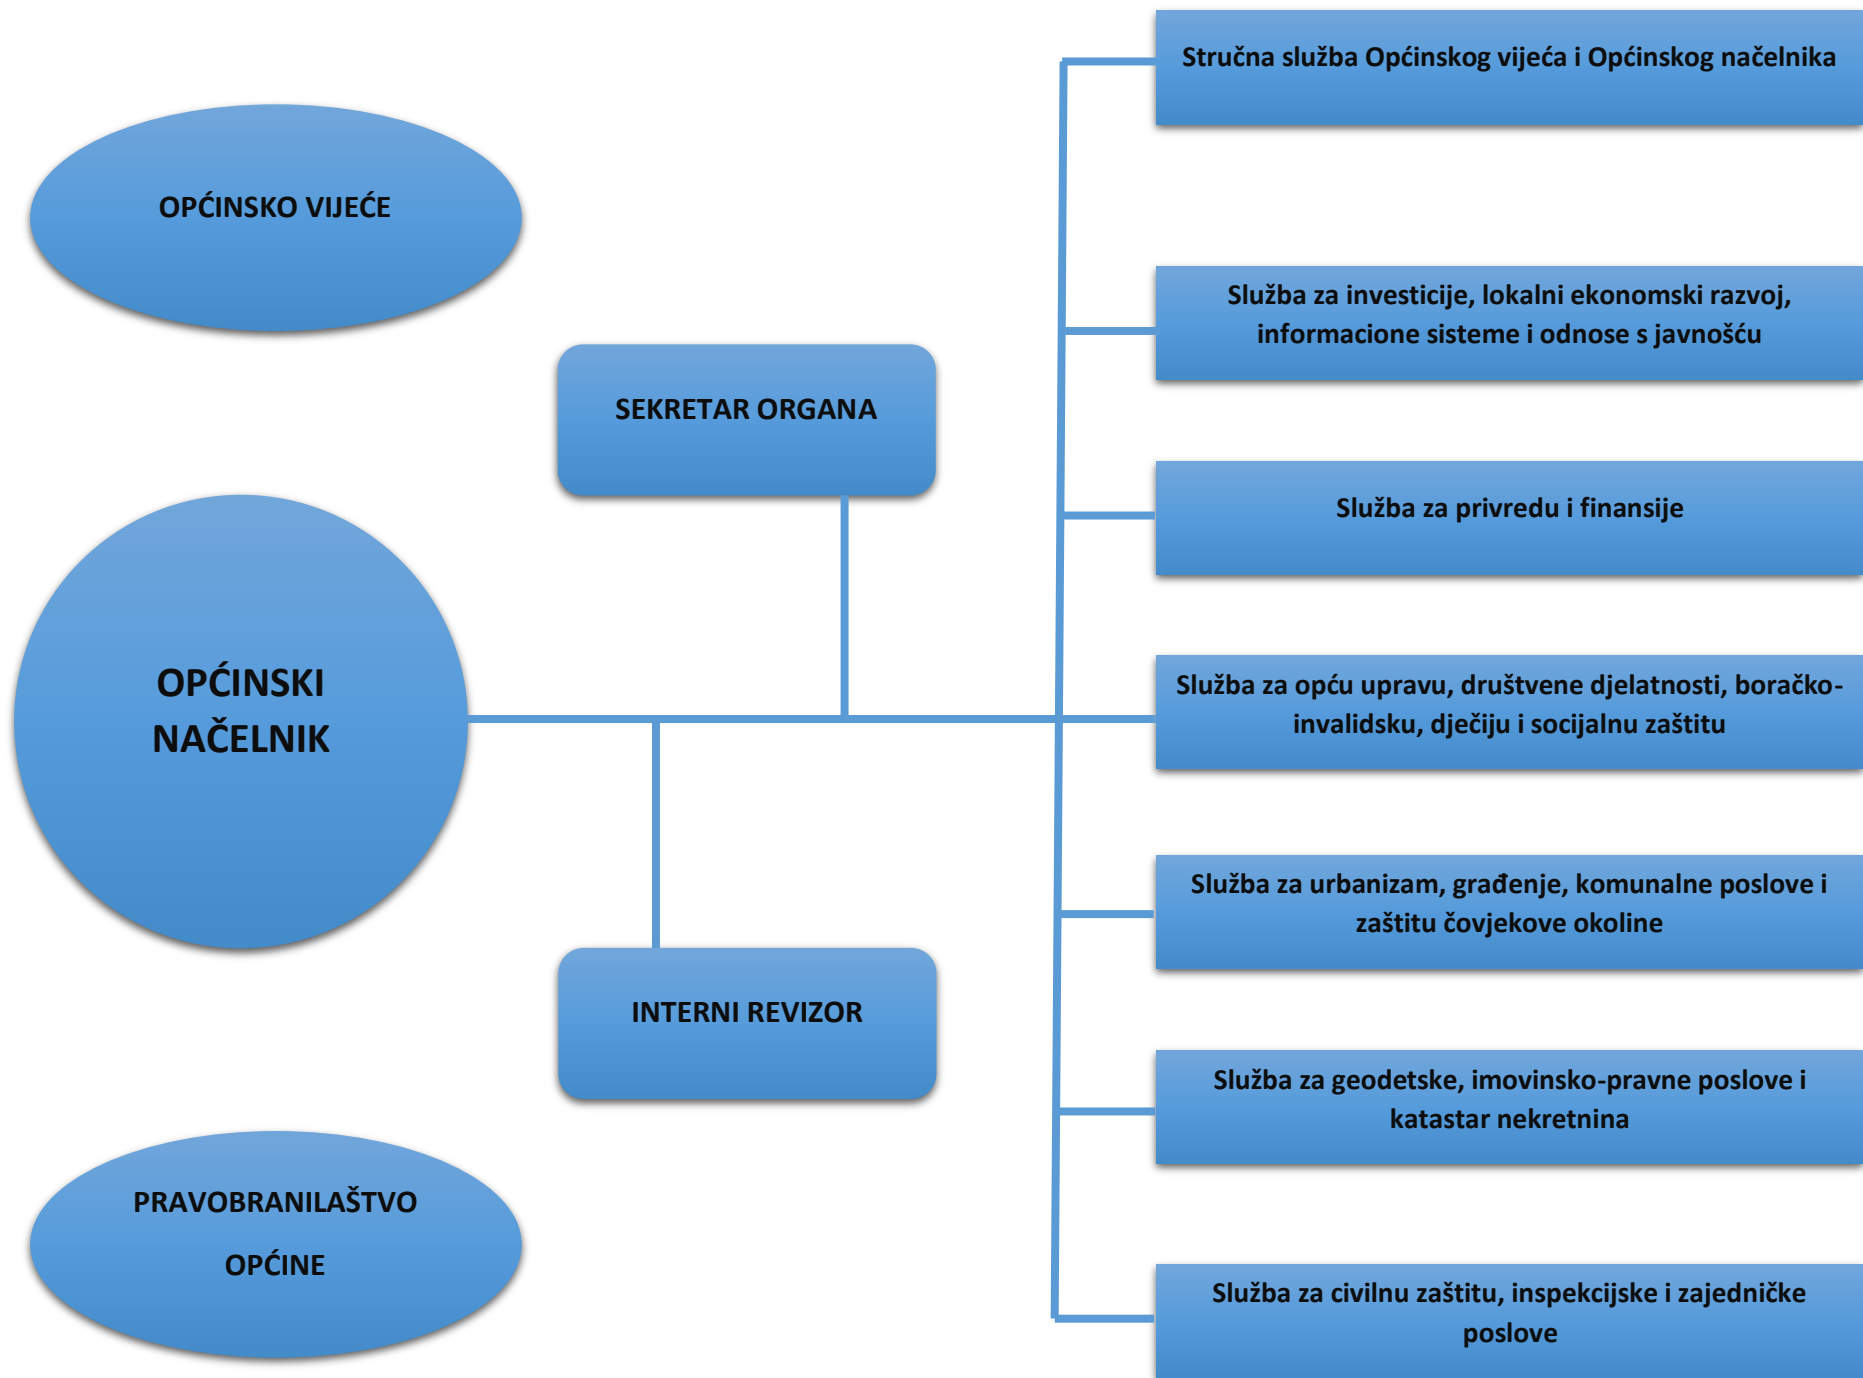 OPĆINSKO VIJEĆE
OPĆINSKI
NAČELNIK
PRAVOBRANILAŠTVO
OPĆINE
SEKRETAR ORGANA
INTERNI REVIZOR
Stručna služba Općinskog vijeća i Općinskog načelnika
Služba za investicije, lokalni ekonomski razvoj,
informacione sisteme i odnose s javnošću
Služba za privredu i finansije
Služba za opću upravu, društvene djelatnosti, boračko-
invalidsku, dječiju i socijalnu zaštitu
Služba za urbanizam, građenje, komunalne poslove i
zaštitu čovjekove okoline
Služba za geodetske, imovinsko-pravne poslove i
katastar nekretnina
Služba za civilnu zaštitu, inspekcijske i zajedničke
poslove